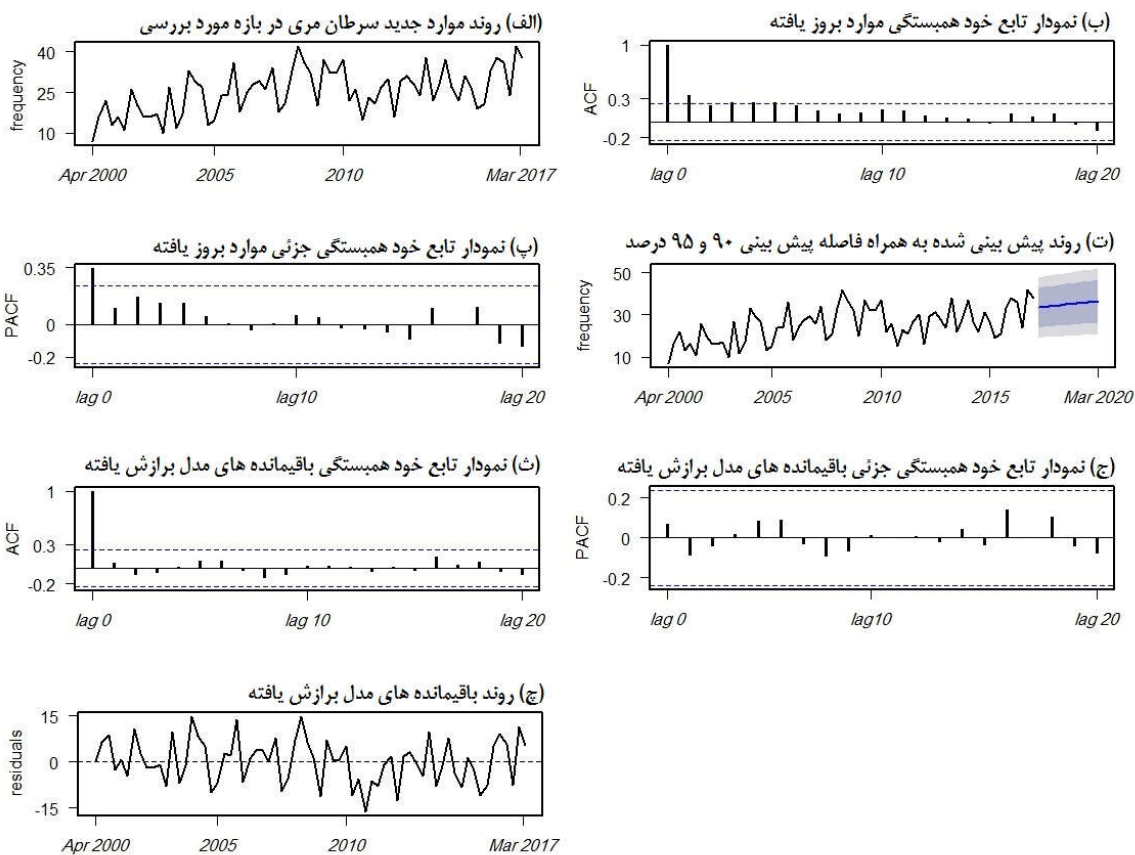 (الف) روند موارد جدید سرطان مری در بازه مورد بررسی
frequency
40
25
10
Apr 2000
2005
2010
Mar 2017
(ب) نمودار تابع خود همبستگی موارد بروز یافته
ACF
1
0.3
-0.2
lag 0
lag 10
lag 20
(پ) نمودار تابع خود همبستگی جزئی موارد بروز یافته
PACF
0.35
0
-0.2
lag 0
lag10
lag 20
(ت) روند پیش بینی شده به همراه فاصله پیش بینی ۹۰ و ۹۵ درصد
frequency
50
30
10
Apr 2000
2005
2010
2015
Mar 2020
(ث) نمودار تابع خود همبستگی باقیمانده های مدل برازش یافته
ACF
1
0.3
-0.2
lag 0
lag 10
lag 20
(ج) نمودار تابع خود همبستگی جزئی باقیمانده های مدل برازش یافته
PACF
0.2
0
-0.2
lag 0
lag10
lag 20
(چ) روند باقیمانده های مدل برازش یافته
residuals
15
0
-15
Apr 2000
2005
2010
Mar 2017